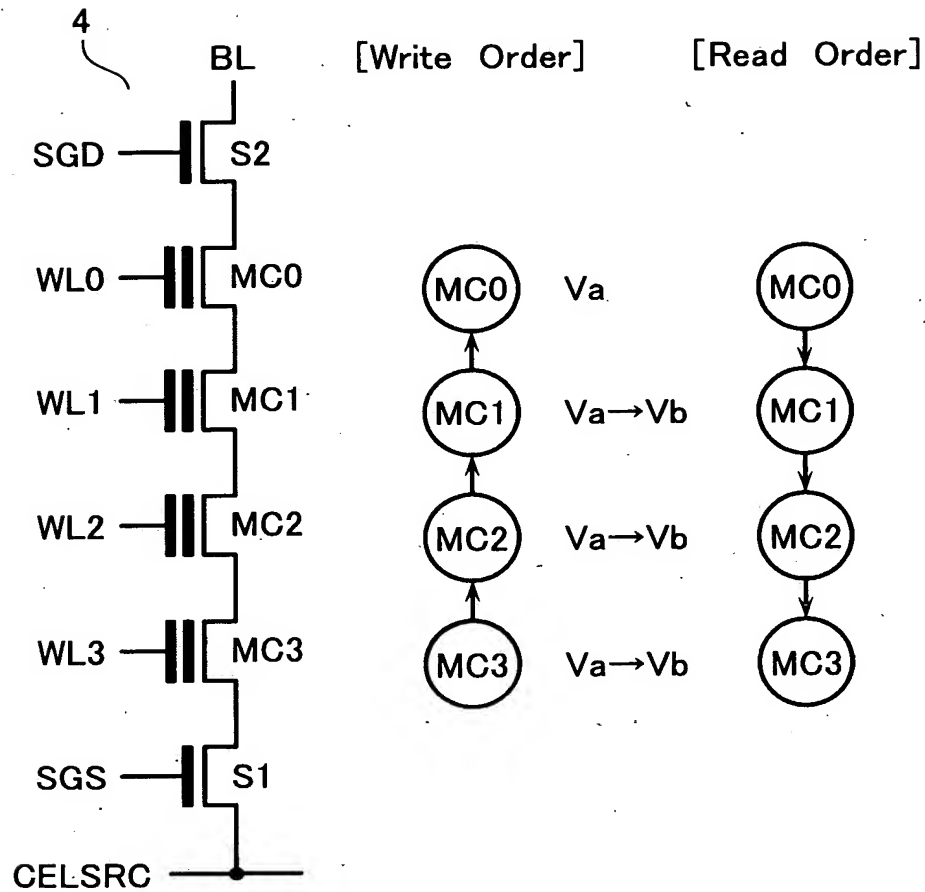 4
BL [Write Order] [Read Order]
SGD S2
WL0 MC0 MC0 Va MC0
WL1 MC1 MC1 Va→Vb MC1
WL2 MC2 MC2 Va→Vb MC2
WL3 MC3 MC3 Va→Vb MC3
SGS S1
CELSRC